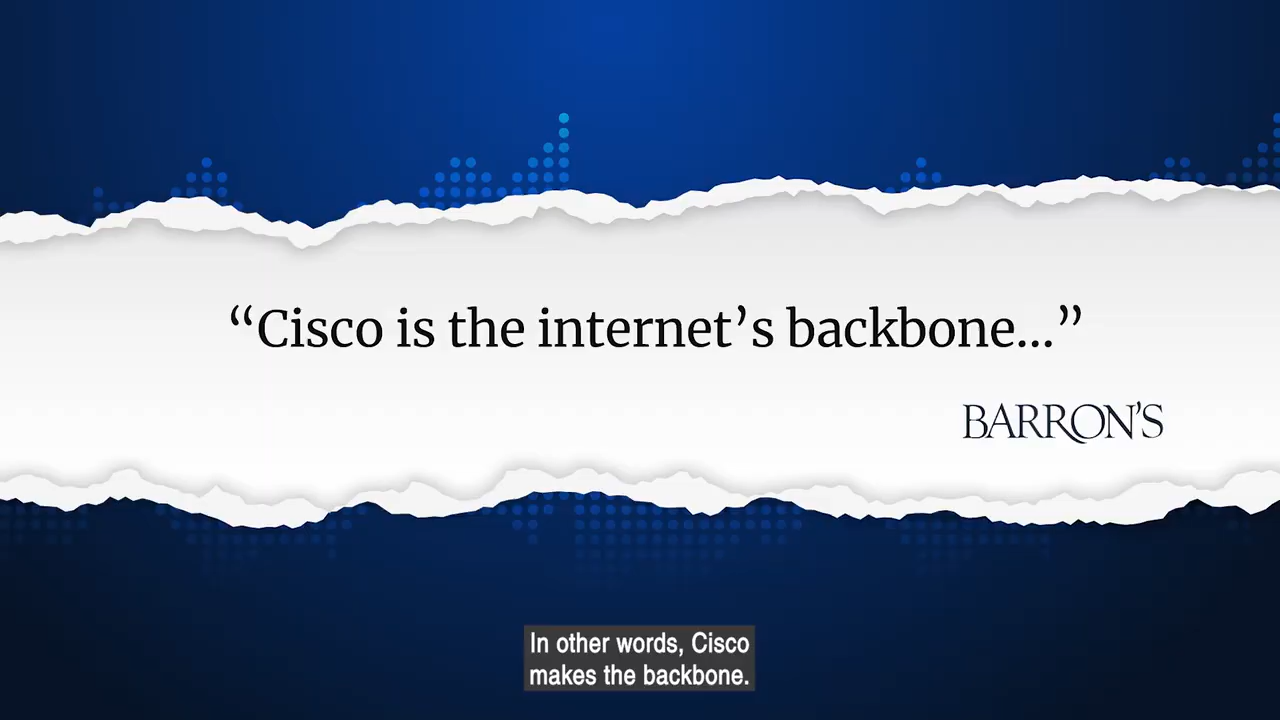 “Cisco is the internet’s backbone...”
BARRON’S
In other words, Cisco
makes the backbone.